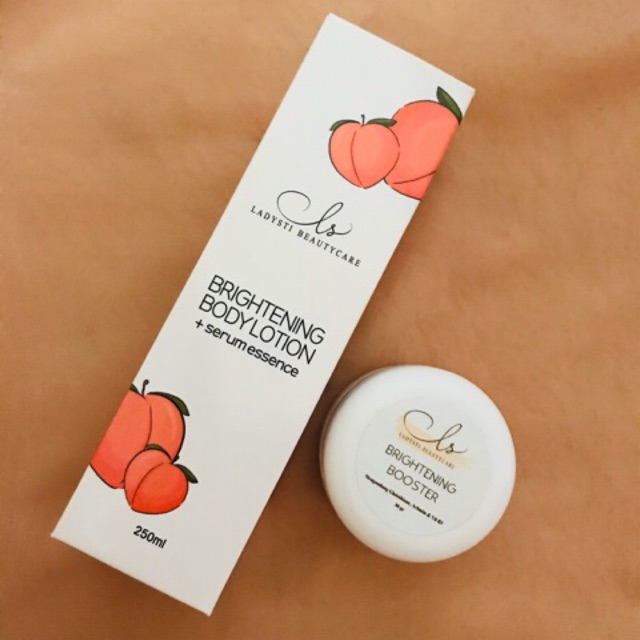 ls
LADYSTI BEAUTYCARE
BRIGHTENING
BODY LOTION
+ serum essence
250ml
ls
LADYSTI BEAUTYCARE
BRIGHTENING
BOOSTER